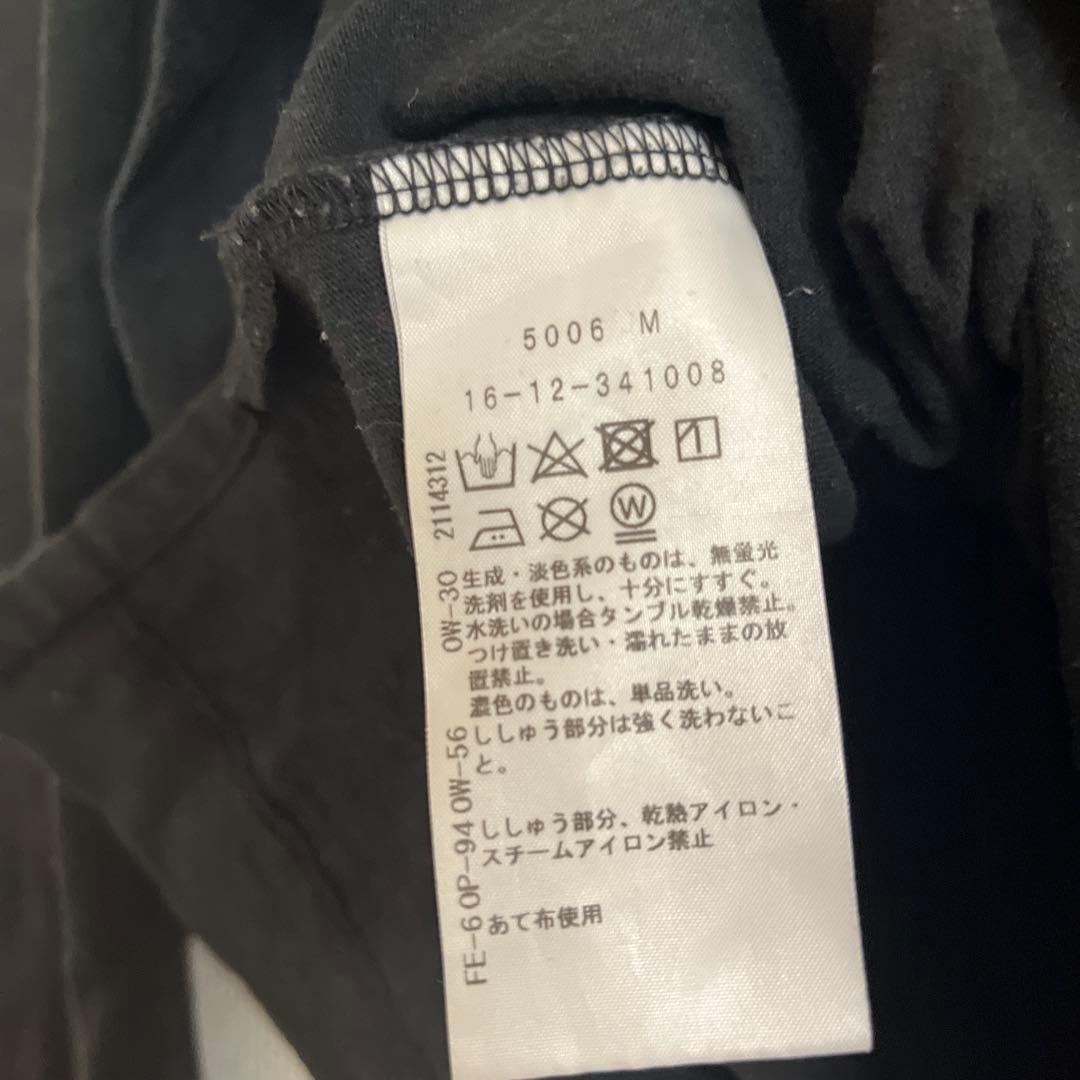 5006 M
16-12-341008
W
生成・淡色系のものは、無蛍光
洗剤を使用し、十分にすすぐ。
水洗いの場合タンブル乾燥禁止。
つけ置き洗い・濡れたままの放
置禁止。
濃色のものは、単品洗い。
ししゅう部分は強く洗わないこ
と。
ししゅう部分、乾熱アイロン・
スチームアイロン禁止
あて布使用
FE-6 OP-94 OW-56 OW-30 2114312